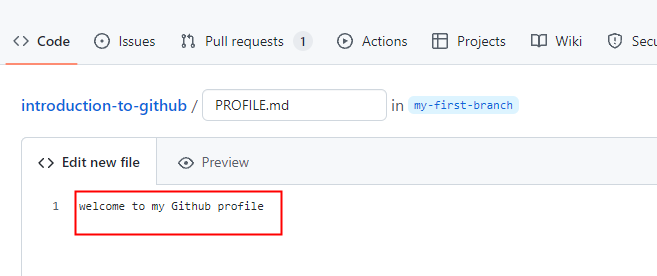 Code Issues Pull requests 1 Actions Projects Wiki Secu
introduction-to-github / PROFILE.md in my-first-branch
Edit new file Preview
1 welcome to my Github profile